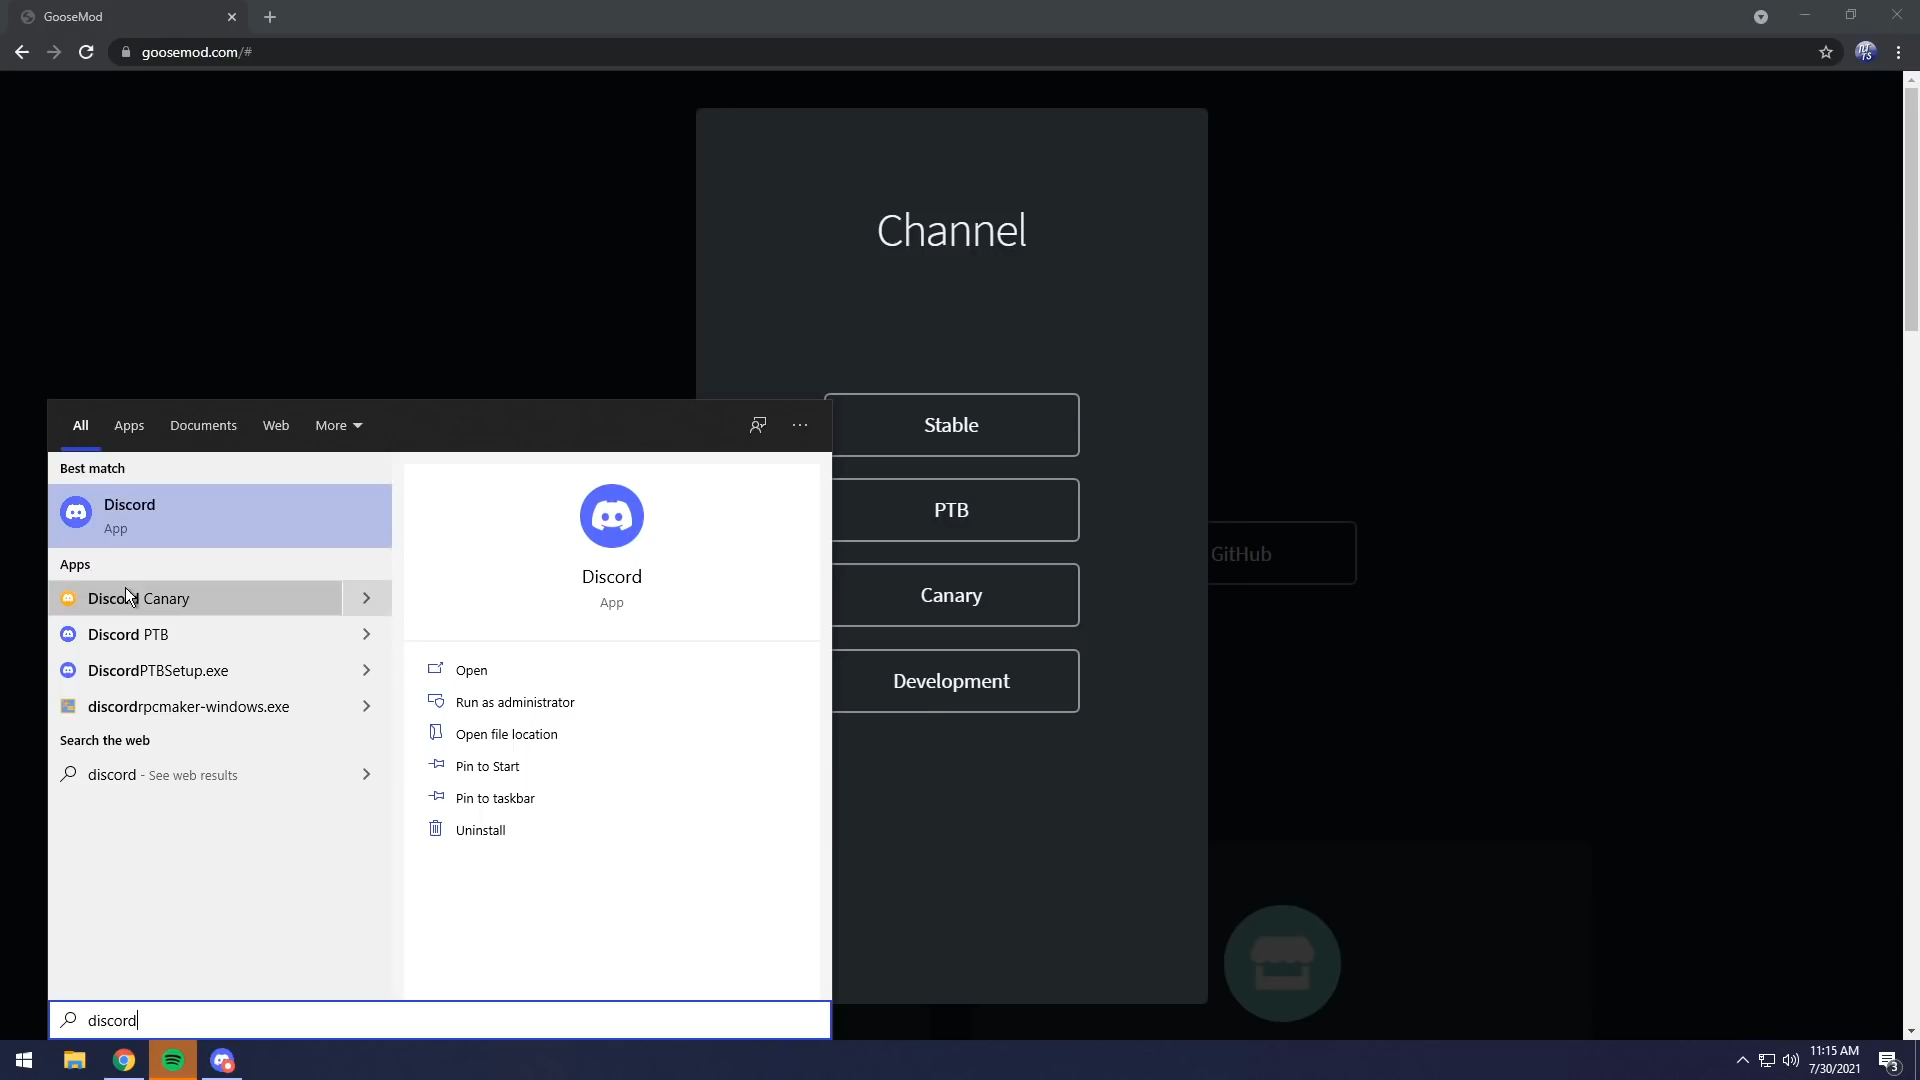 GooseMod
goosemod.com/#
Channel
Stable
PTB
Canary
Development
GitHub
All
Apps
Documents
Web
More
Best match
Discord
App
Apps
Discord Canary
Discord PTB
DiscordPTBSetup.exe
discordrpcmaker-windows.exe
Search the web
discord - See web results
Discord
App
Open
Run as administrator
Open file location
Pin to Start
Pin to taskbar
Uninstall
discord
11:15 AM
7/30/2021
3